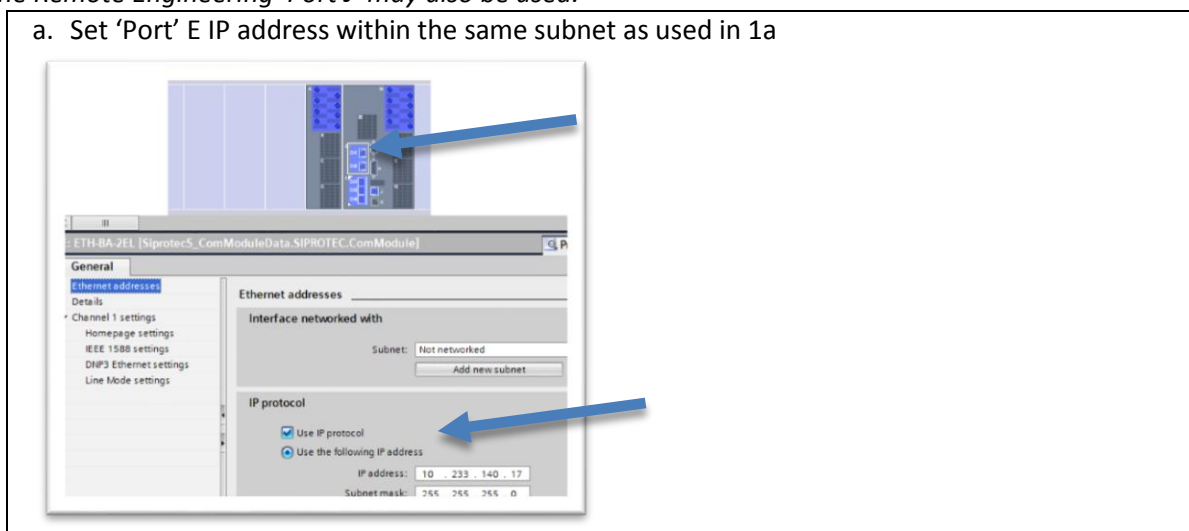 he Remote Engineering 'Port J' may also be used.
a. Set 'Port' E IP address within the same subnet as used in 1a
III
: ETH-BA-2EL [Siprotec5_ComModuleData.SIPROTEC.ComModule]
General
Ethernet addresses
Details
Channel 1 settings
Homepage settings
IEEE 1588 settings
DNP3 Ethernet settings
Line Mode settings
Ethernet addresses
Interface networked with
Subnet: Not networked
Add new subnet
IP protocol
Use IP protocol
Use the following IP address
IP address: 10 . 233 . 140 . 17
Subnet mask: 255 . 255 . 255 . 0